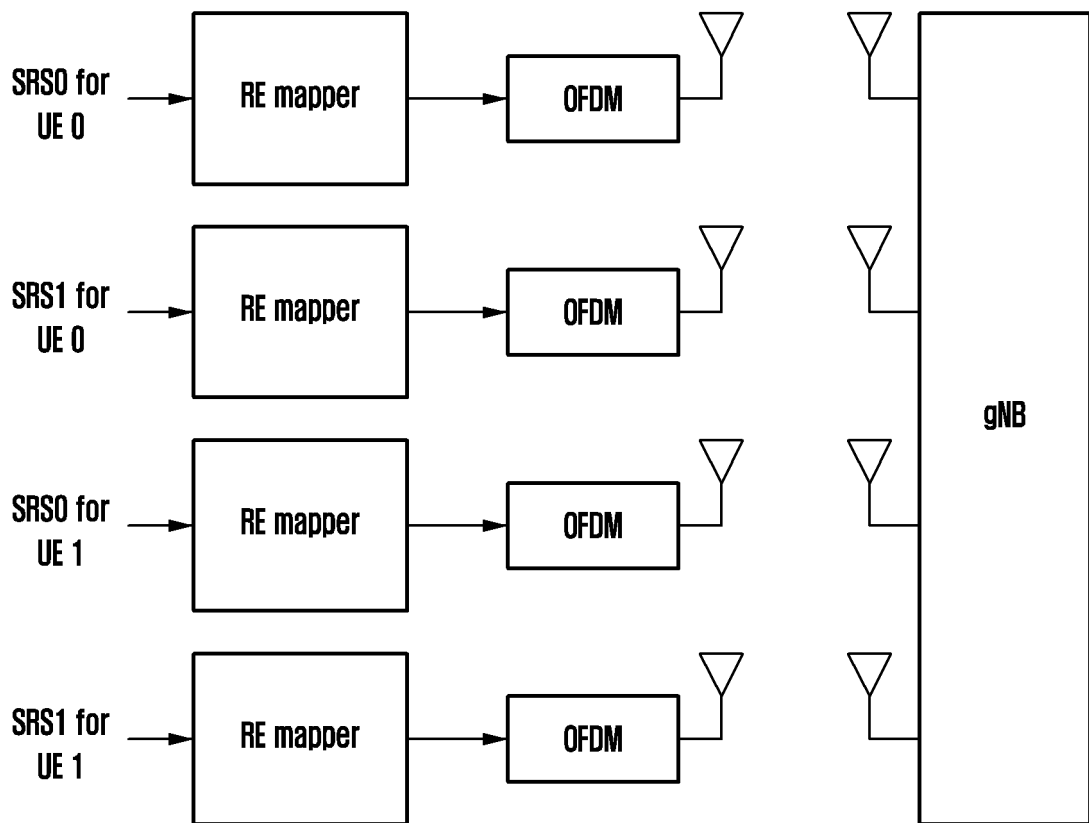 SRS0 for
UE 0
RE mapper
OFDM
SRS1 for
UE 0
RE mapper
OFDM
gNB
SRS0 for
UE 1
RE mapper
OFDM
SRS1 for
UE 1
RE mapper
OFDM